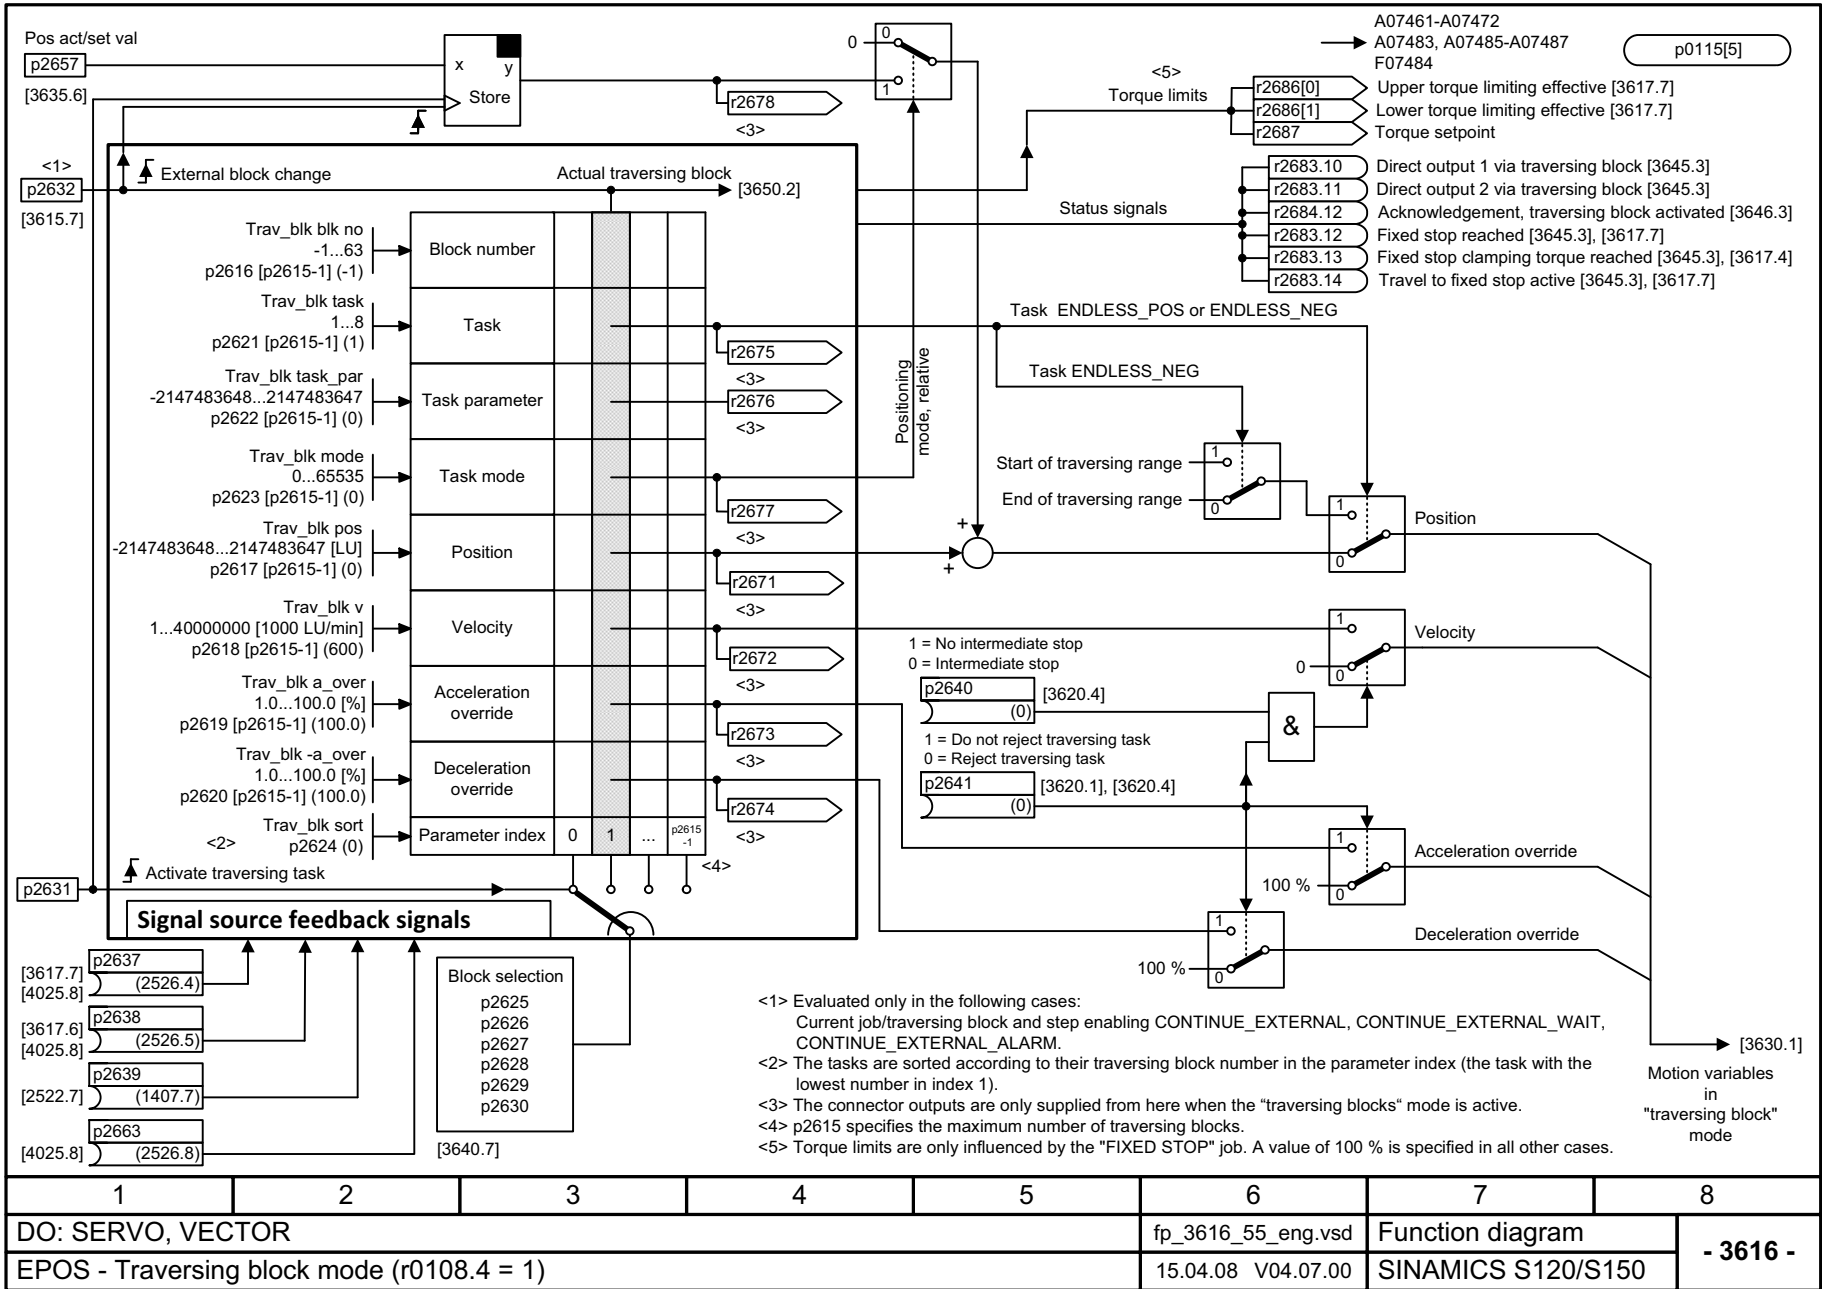 Pos act/set val
p2657
[3635.6]
x
y
Store
r2678
<3>
0
0
1
A07461-A07472
A07483, A07485-A07487
F07484
p0115[5]
<5>
Torque limits
r2686[0]
Upper torque limiting effective [3617.7]
r2686[1]
Lower torque limiting effective [3617.7]
r2687
Torque setpoint
<1>
p2632
[3615.7]
External block change
Actual traversing block
[3650.2]
Status signals
r2683.10
Direct output 1 via traversing block [3645.3]
r2683.11
Direct output 2 via traversing block [3645.3]
r2684.12
Acknowledgement, traversing block activated [3646.3]
r2683.12
Fixed stop reached [3645.3], [3617.7]
r2683.13
Fixed stop clamping torque reached [3645.3], [3617.4]
r2683.14
Travel to fixed stop active [3645.3], [3617.7]
Trav_blk blk no
-1...63
p2616 [p2615-1] (-1)
Block number
Trav_blk task
1...8
p2621 [p2615-1] (1)
Task
r2675
<3>
Task ENDLESS_POS or ENDLESS_NEG
Task ENDLESS_NEG
Trav_blk task_par
-2147483648...2147483647
p2622 [p2615-1] (0)
Task parameter
r2676
<3>
Positioning
mode, relative
Trav_blk mode
0...65535
p2623 [p2615-1] (0)
Task mode
r2677
<3>
Start of traversing range
End of traversing range
1
0
1
0
Position
Trav_blk pos
-2147483648...2147483647 [LU]
p2617 [p2615-1] (0)
Position
r2671
<3>
+
+
Trav_blk v
1...40000000 [1000 LU/min]
p2618 [p2615-1] (600)
Velocity
r2672
<3>
1 = No intermediate stop
0 = Intermediate stop
p2640
(0)
[3620.4]
0
1
0
Velocity
&
Trav_blk a_over
1.0...100.0 [%]
p2619 [p2615-1] (100.0)
Acceleration
override
r2673
<3>
1 = Do not reject traversing task
0 = Reject traversing task
p2641
(0)
[3620.1], [3620.4]
Trav_blk -a_over
1.0...100.0 [%]
p2620 [p2615-1] (100.0)
Deceleration
override
r2674
<3>
Trav_blk sort
p2624 (0)
<2>
Parameter index
0
1
...
p2615
-1
<4>
100 %
1
0
Acceleration override
p2631
Activate traversing task
Signal source feedback signals
100 %
1
0
Deceleration override
[3617.7]
[4025.8]
p2637
(2526.4)
[3617.6]
[4025.8]
p2638
(2526.5)
[2522.7]
p2639
(1407.7)
[4025.8]
p2663
(2526.8)
Block selection
p2625
p2626
p2627
p2628
p2629
p2630
[3640.7]
<1> Evaluated only in the following cases:
Current job/traversing block and step enabling CONTINUE_EXTERNAL, CONTINUE_EXTERNAL_WAIT,
CONTINUE_EXTERNAL_ALARM.
<2> The tasks are sorted according to their traversing block number in the parameter index (the task with the
lowest number in index 1).
<3> The connector outputs are only supplied from here when the “traversing blocks“ mode is active.
<4> p2615 specifies the maximum number of traversing blocks.
<5> Torque limits are only influenced by the "FIXED STOP" job. A value of 100 % is specified in all other cases.
[3630.1]
Motion variables
in
"traversing block"
mode
1
2
3
4
5
6
7
8
DO: SERVO, VECTOR
fp_3616_55_eng.vsd
Function diagram
- 3616 -
EPOS - Traversing block mode (r0108.4 = 1)
15.04.08 V04.07.00
SINAMICS S120/S150